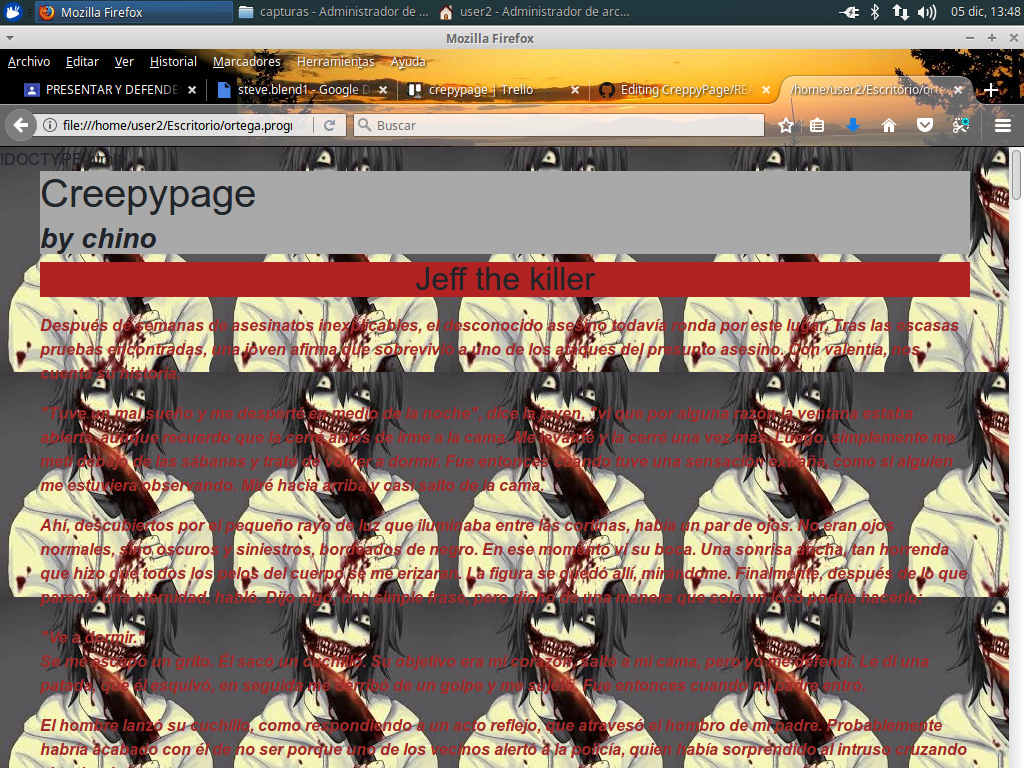 Mozilla Firefox
capturas - Administrador de ...
user2 - Administrador de arc...
05 dic, 13:48
Mozilla Firefox
Archivo Editar Ver Historial Marcadores Herramientas Ayuda
PRESENTAR Y DEFENDE
steve.blend1 - Google D
crepypage | Trello
Editing CreppyPage/REA
/home/user2/Escritorio/orte
file:///home/user2/Escritorio/ortega.progr
Buscar
!DOCTYPE html>
Creepypage
by chino
Jeff the killer
Después de semanas de asesinatos inexplicables, el desconocido asesino todavía ronda por este lugar. Tras las escasas
pruebas encontradas, una joven afirma que sobrevivió a uno de los ataques del presunto asesino. Con valentía, nos
cuenta su historia.
"Tuve un mal sueño y me desperté en medio de la noche", dice la joven, "vi que por alguna razón la ventana estaba
abierta, aunque recuerdo que la cerré antes de irme a la cama. Me levanté y la cerré una vez más. Luego, simplemente me
metí debajo de las sábanas y traté de volver a dormir. Fue entonces cuando tuve una sensación extraña, como si alguien
me estuviera observando. Miré hacia arriba y casi salto de la cama.
Ahí, descubiertos por el pequeño rayo de luz que iluminaba entre las cortinas, había un par de ojos. No eran ojos
normales, sino oscuros y siniestros, bordeados de negro. En ese momento vi su boca. Una sonrisa ancha, tan horrenda
que hizo que todos los pelos del cuerpo se me erizaran. La figura se quedó allí, mirándome. Finalmente, después de lo que
pareció una eternidad, habló. Dijo algo, una simple frase, pero dicho de una manera que solo un loco podría hacerlo:
"Ve a dormir."
Se me escapó un grito. Él sacó un cuchillo. Su objetivo era mi corazón, saltó a mi cama, pero yo me defendí. Le di una
patada, que él esquivó, en seguida me derribó de un golpe y me sujetó. Fue entonces cuando mi padre entró.
El hombre lanzó su cuchillo, como respondiendo a un acto reflejo, que atravesó el hombro de mi padre. Probablemente
habría acabado con él de no ser porque uno de los vecinos alertó a la policía, quien había sorprendido al intruso cruzando